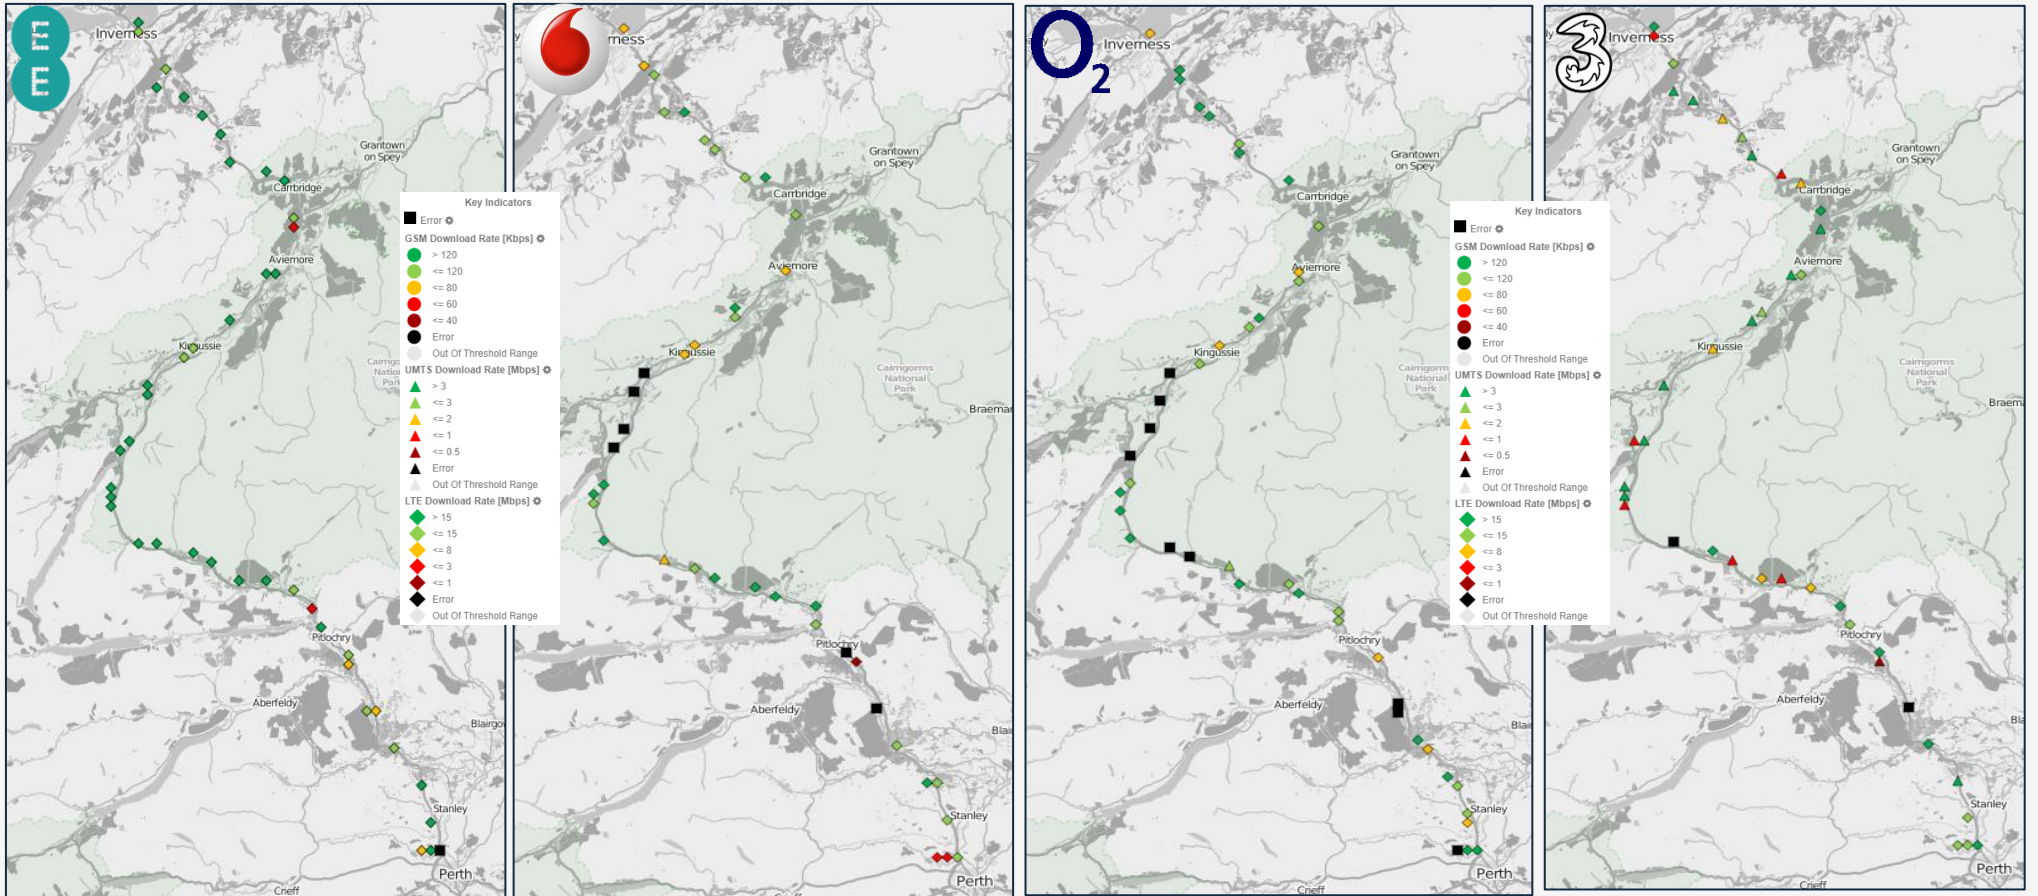 E
E
Inverness
Grantown
on Spey
Carrbridge
Aviemore
Kingussie
Pitlochry
Aberfeldy
Stanley
Perth
Crieff
Key Indicators
Error
GSM Download Rate [Kbps]
> 120
<= 120
<= 80
<= 60
<= 40
Error
Out Of Threshold Range
UMTS Download Rate [Mbps]
> 3
<= 3
<= 2
<= 1
<= 0.5
Error
Out Of Threshold Range
LTE Download Rate [Mbps]
> 15
<= 15
<= 8
<= 3
<= 1
Error
Out Of Threshold Range
rness
Grantown
on Spey
Carrbridge
Aviemore
Kingussie
Cairngorms
National
Park
Braemar
Pitlochry
Aberfeldy
Stanley
Perth
Crieff
O2
Inverness
Grantown
on Spey
Carrbridge
Aviemore
Kingussie
Cairngorms
National
Park
Pitlochry
Aberfeldy
Stanley
Perth
Crieff
Key Indicators
Error
GSM Download Rate [Kbps]
> 120
<= 120
<= 80
<= 60
<= 40
Error
Out Of Threshold Range
UMTS Download Rate [Mbps]
> 3
<= 3
<= 2
<= 1
<= 0.5
Error
Out Of Threshold Range
LTE Download Rate [Mbps]
> 15
<= 15
<= 8
<= 3
<= 1
Error
Out Of Threshold Range
3
Inverness
Grantown
on Spey
Carrbridge
Aviemore
Kingussie
Cairngorms
National
Park
Braem
Pitlochry
Aberfeldy
Stanley
Perth
Crieff